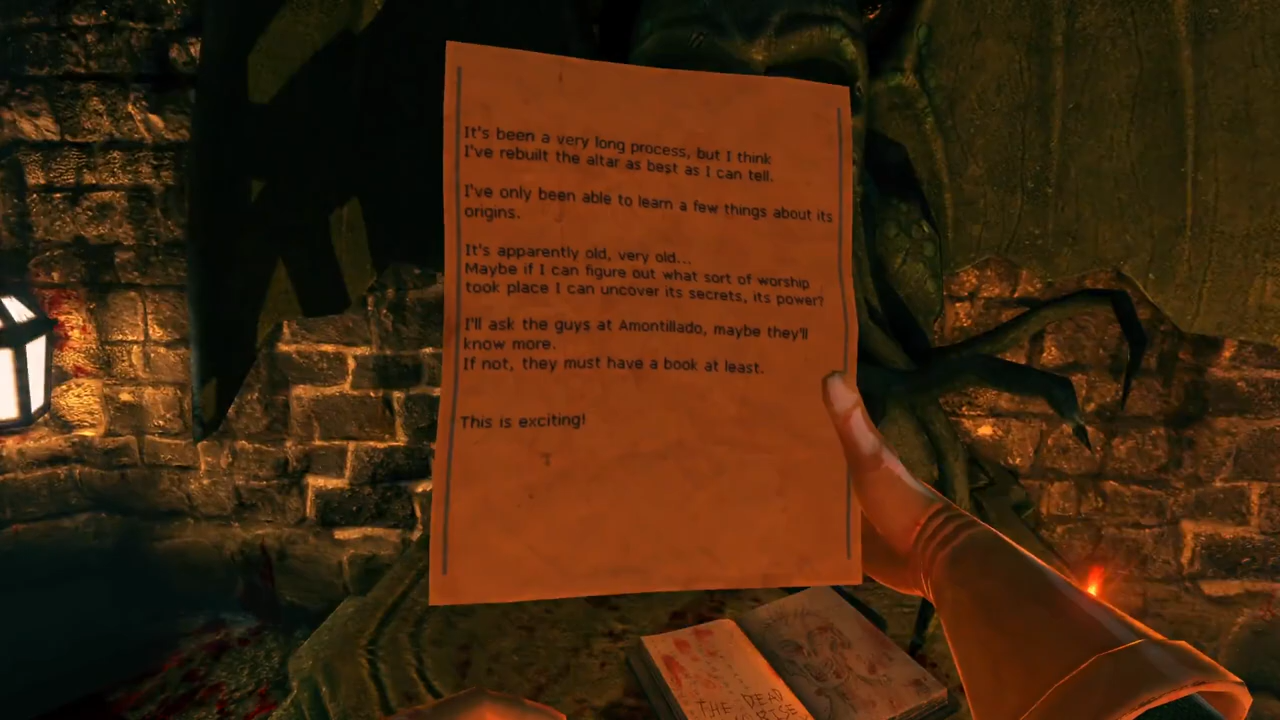 It's been a very long process, but I think
I've rebuilt the altar as best as I can tell.
I've only been able to learn a few things about its
origins.
It's apparently old, very old...
Maybe if I can figure out what sort of worship
took place I can uncover its secrets, its power?
I'll ask the guys at Amontillado, maybe they'll
know more.
If not, they must have a book at least.
This is exciting!
THE DEAD
RISE